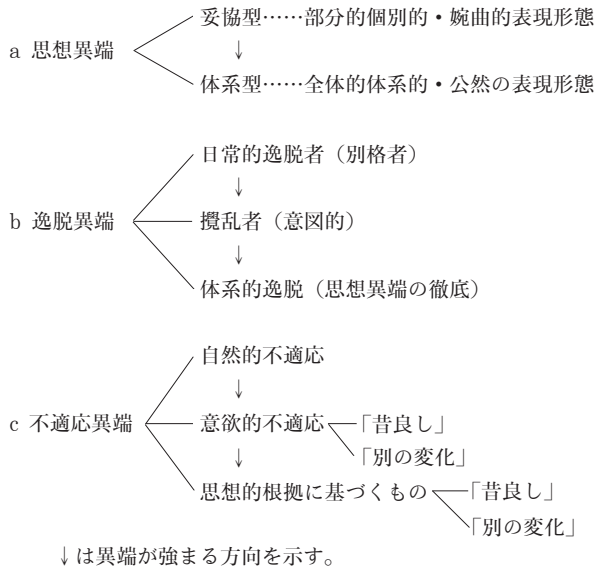 妥協型……部分的個別的・婉曲的表現形態
a 思想異端
↓
体系型……全体的体系的・公然の表現形態
日常的逸脱者（別格者）
↓
b 逸脱異端
攪乱者（意図的）
↓
体系的逸脱（思想異端の徹底）
自然的不適応
↓
c 不適応異端
意欲的不適応
「昔良し」
「別の変化」
↓
思想的根拠に基づくもの
「昔良し」
「別の変化」
↓は異端が強まる方向を示す。